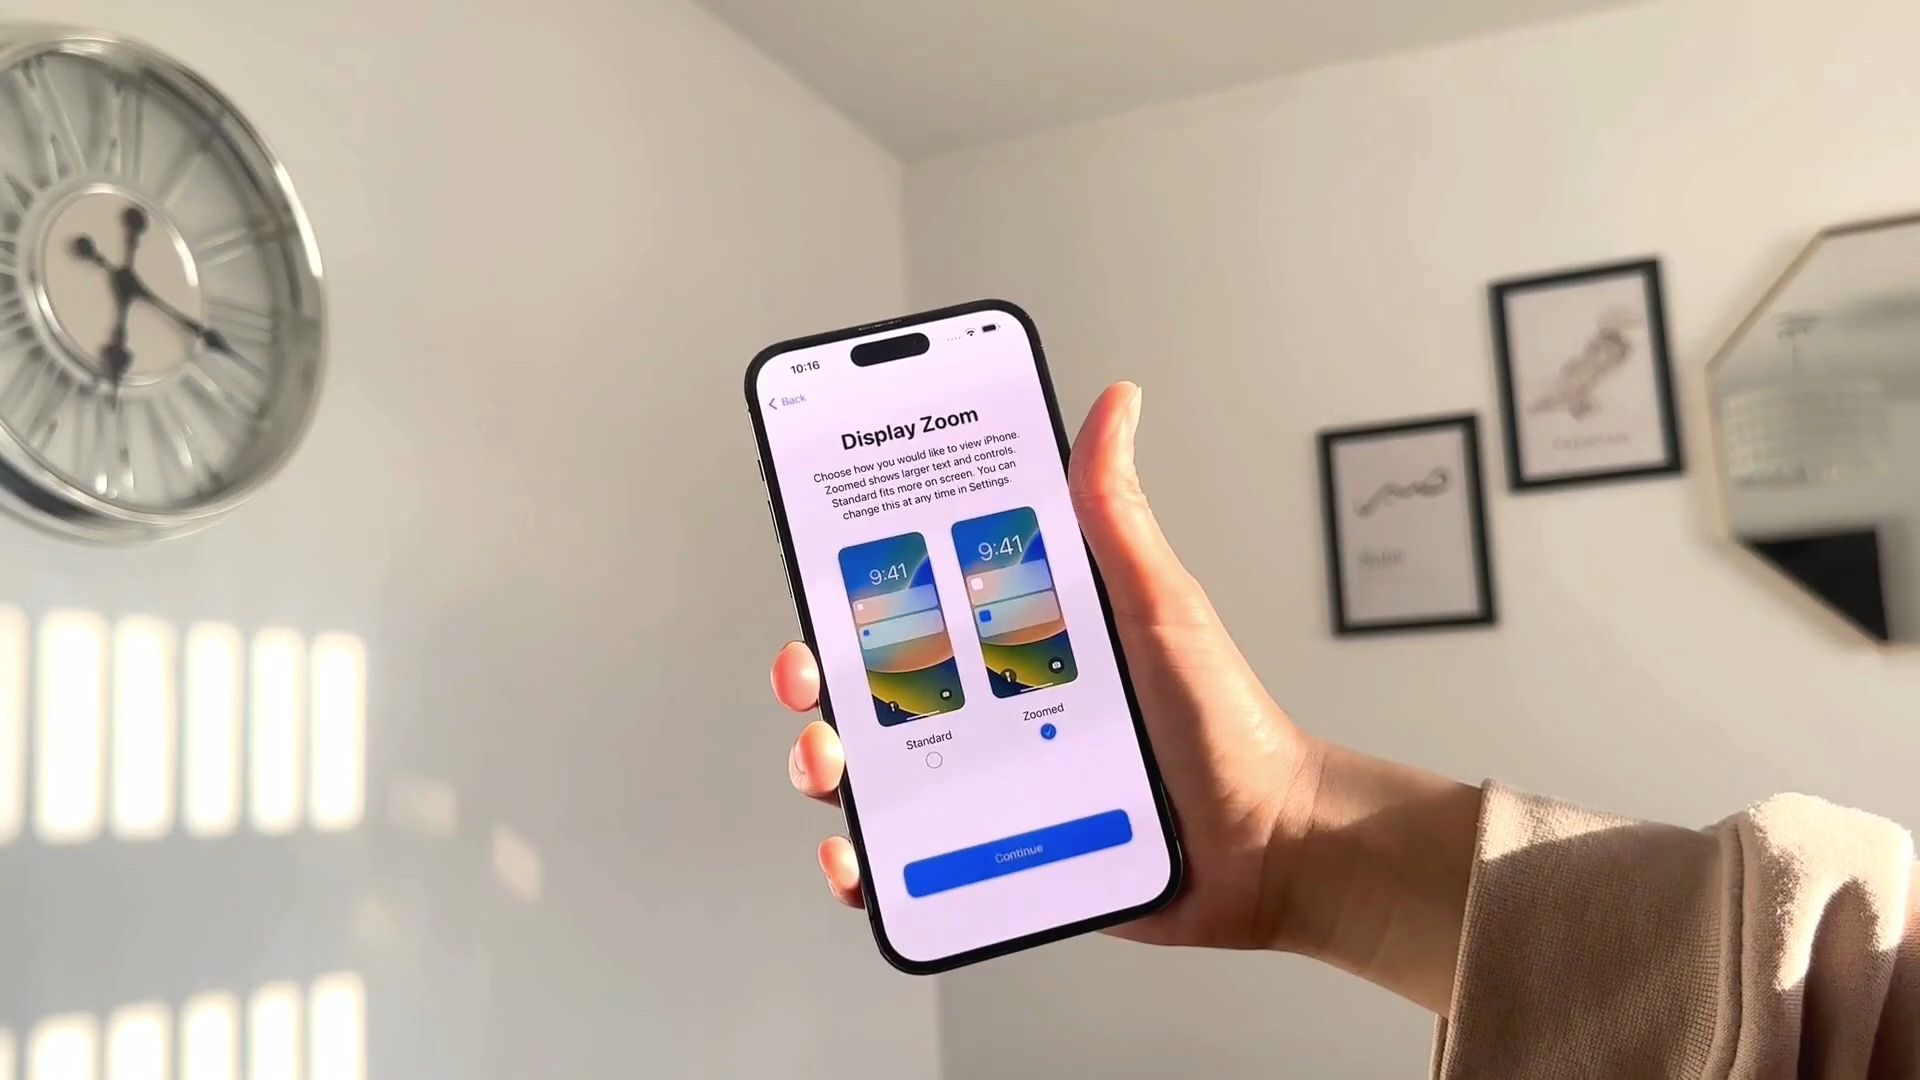 10:16
Back
Display Zoom
Choose how you would like to view iPhone.
Zoomed shows larger text and controls.
Standard fits more on screen. You can
change this at any time in Settings.
9:41
9:41
Standard
Zoomed
Continue